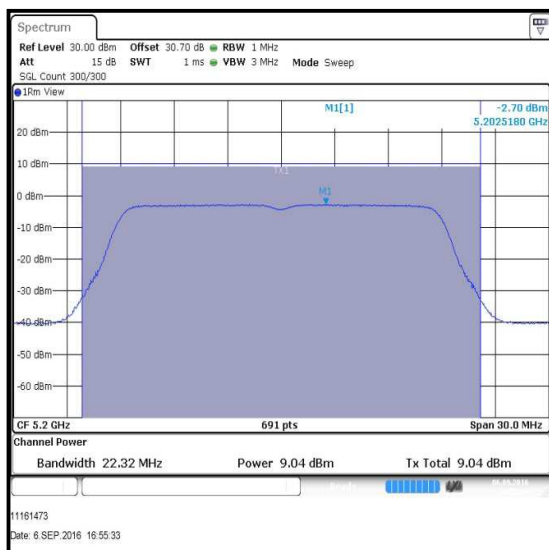 Spectrum
Ref Level 30.00 dBm Offset 30.70 dB RBW 1 MHz
Att 15 dB SWT 1 ms VBW 3 MHz Mode Sweep
SGL Count 300/300
1Rm View
M1[1] -2.70 dBm
5.2025180 GHz
20 dBm
10 dBm
TX1
0 dBm
M1
-10 dBm
-20 dBm
-30 dBm
-40 dBm
-50 dBm
-60 dBm
CF 5.2 GHz 691 pts Span 30.0 MHz
Channel Power
Bandwidth 22.32 MHz Power 9.04 dBm Tx Total 9.04 dBm
11161473
Date: 6.SEP.2016 16:55:33